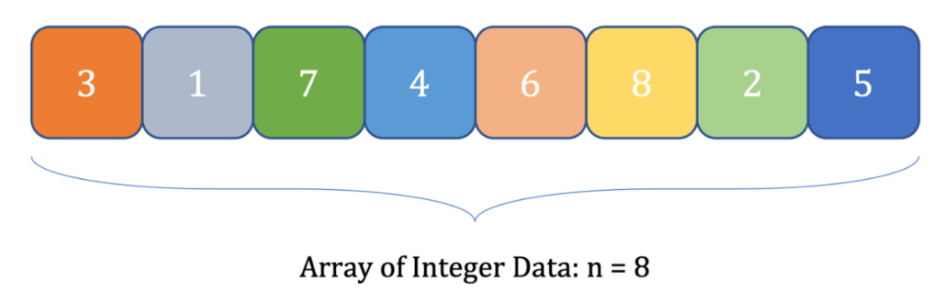 3 1 7 4 6 8 2 5
Array of Integer Data: n = 8